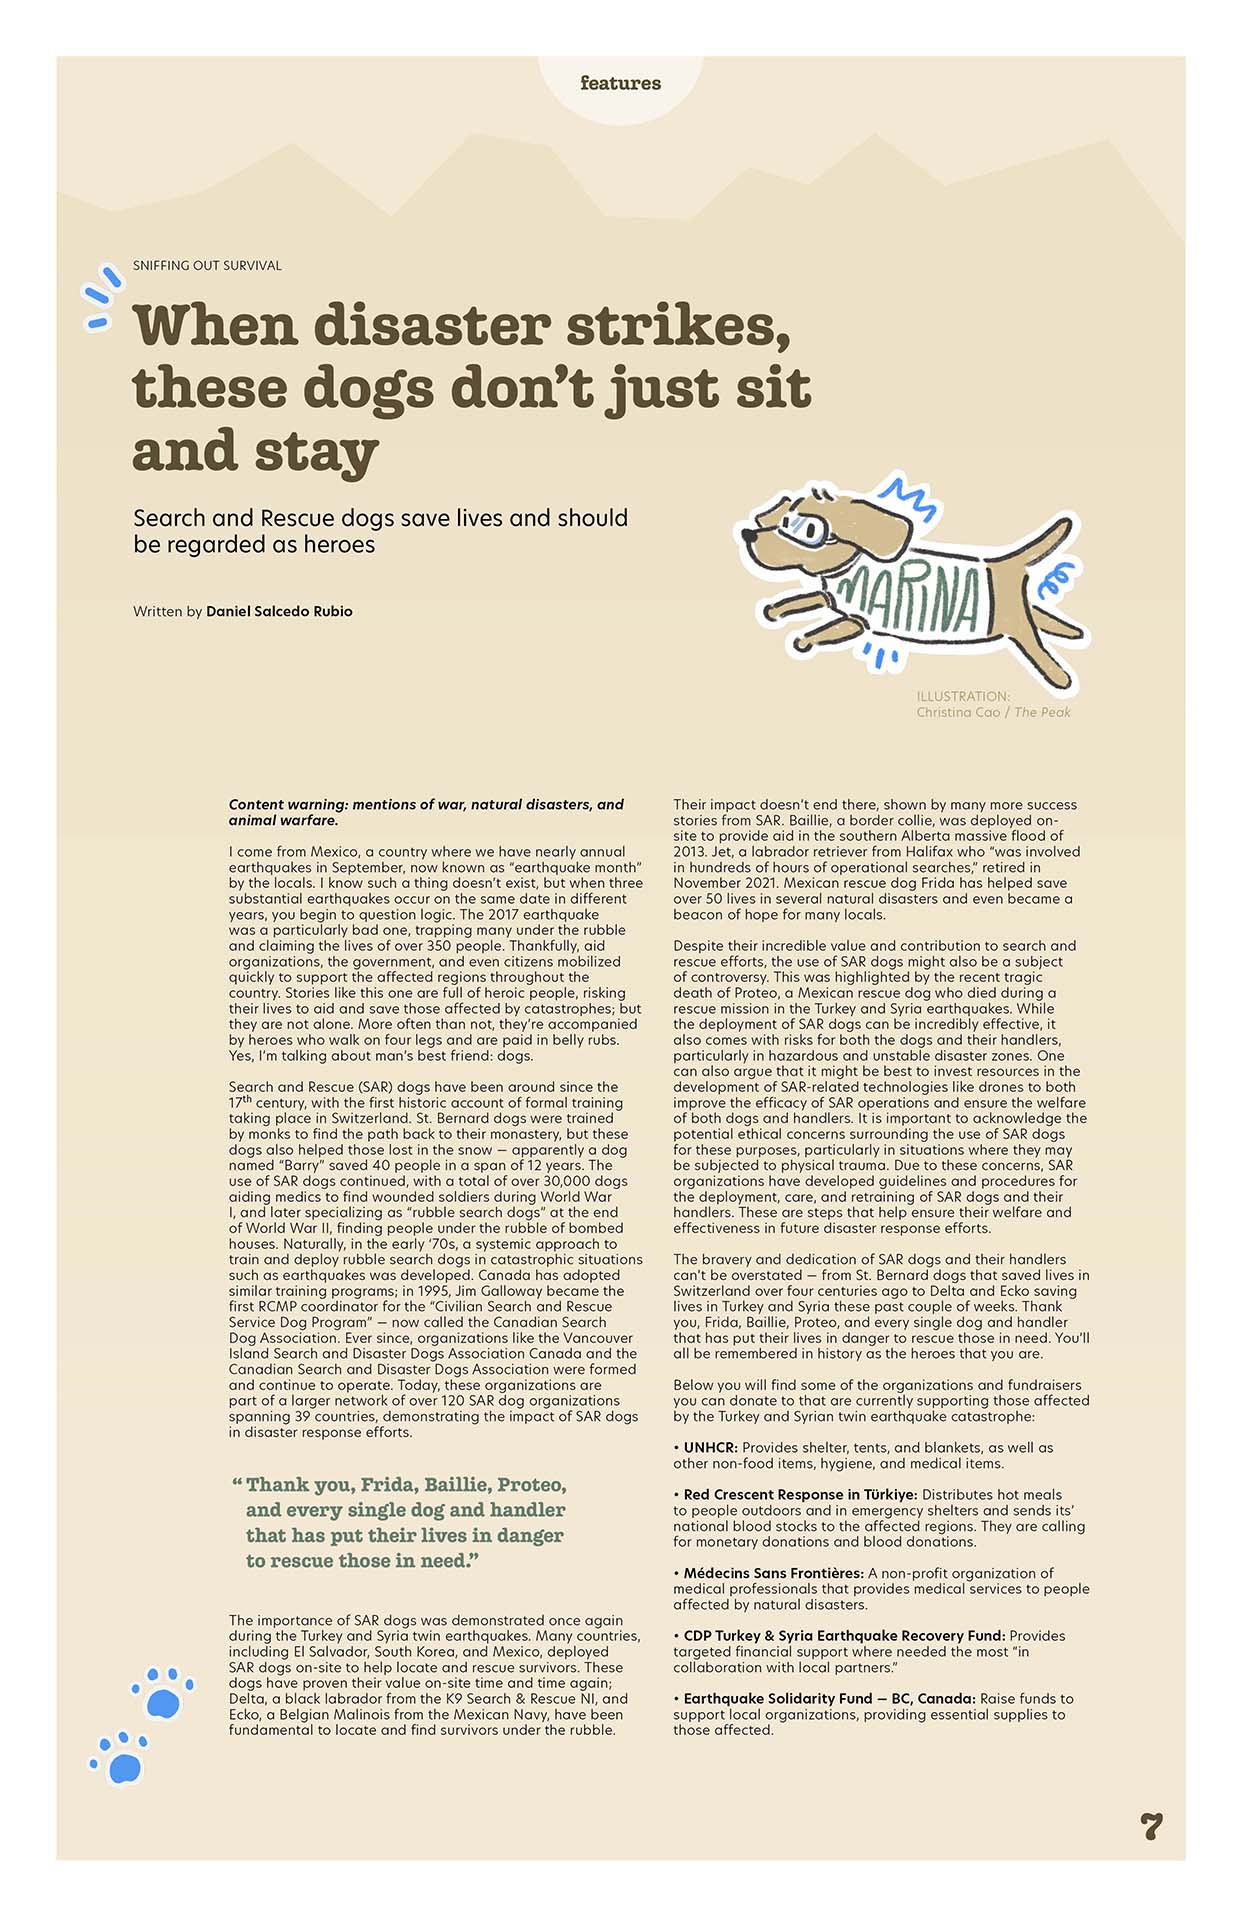 features
SNIFFING OUT SURVIVAL
When disaster strikes,
these dogs don't just sit
and stay
Search and Rescue dogs save lives and should
be regarded as heroes
Written by Daniel Salcedo Rubio
MARINA
ILLUSTRATION:
Christina Cao / The Peak
Content warning: mentions of war, natural disasters, and
animal warfare.
I come from Mexico, a country where we have nearly annual
earthquakes in September, now known as “earthquake month”
by the locals. I know such a thing doesn't exist, but when three
substantial earthquakes occur on the same date in different
years, you begin to question logic. The 2017 earthquake
was a particularly bad one, trapping many under the rubble
and claiming the lives of over 350 people. Thankfully, aid
organizations, the government, and even citizens mobilized
quickly to support the affected regions throughout the
country. Stories like this one are full of heroic people, risking
their lives to aid and save those affected by catastrophes; but
they are not alone. More often than not, they're accompanied
by heroes who walk on four legs and are paid in belly rubs.
Yes, I'm talking about man's best friend: dogs.
Search and Rescue (SAR) dogs have been around since the
17th century, with the first historic account of formal training
taking place in Switzerland. St. Bernard dogs were trained
by monks to find the path back to their monastery, but these
dogs also helped those lost in the snow — apparently a dog
named “Barry” saved 40 people in a span of 12 years. The
use of SAR dogs continued, with a total of over 30,000 dogs
aiding medics to find wounded soldiers during World War
I, and later specializing as “rubble search dogs” at the end
of World War II, finding people under the rubble of bombed
houses. Naturally, in the early '70s, a systemic approach to
train and deploy rubble search dogs in catastrophic situations
such as earthquakes was developed. Canada has adopted
similar training programs; in 1995, Jim Galloway became the
first RCMP coordinator for the “Civilian Search and Rescue
Service Dog Program” — now called the Canadian Search
Dog Association. Ever since, organizations like the Vancouver
Island Search and Disaster Dogs Association Canada and the
Canadian Search and Disaster Dogs Association were formed
and continue to operate. Today, these organizations are
part of a larger network of over 120 SAR dog organizations
spanning 39 countries, demonstrating the impact of SAR dogs
in disaster response efforts.
“Thank you, Frida, Baillie, Proteo,
and every single dog and handler
that has put their lives in danger
to rescue those in need.”
The importance of SAR dogs was demonstrated once again
during the Turkey and Syria twin earthquakes. Many countries,
including El Salvador, South Korea, and Mexico, deployed
SAR dogs on-site to help locate and rescue survivors. These
dogs have proven their value on-site time and time again;
Delta, a black labrador from the K9 Search & Rescue NI, and
Ecko, a Belgian Malinois from the Mexican Navy, have been
fundamental to locate and find survivors under the rubble.
Their impact doesn't end there, shown by many more success
stories from SAR. Baillie, a border collie, was deployed on-
site to provide aid in the southern Alberta massive flood of
2013. Jet, a labrador retriever from Halifax who “was involved
in hundreds of hours of operational searches,” retired in
November 2021. Mexican rescue dog Frida has helped save
over 50 lives in several natural disasters and even became a
beacon of hope for many locals.
Despite their incredible value and contribution to search and
rescue efforts, the use of SAR dogs might also be a subject
of controversy. This was highlighted by the recent tragic
death of Proteo, a Mexican rescue dog who died during a
rescue mission in the Turkey and Syria earthquakes. While
the deployment of SAR dogs can be incredibly effective, it
also comes with risks for both the dogs and their handlers,
particularly in hazardous and unstable disaster zones. One
can also argue that it might be best to invest resources in the
development of SAR-related technologies like drones to both
improve the efficacy of SAR operations and ensure the welfare
of both dogs and handlers. It is important to acknowledge the
potential ethical concerns surrounding the use of SAR dogs
for these purposes, particularly in situations where they may
be subjected to physical trauma. Due to these concerns, SAR
organizations have developed guidelines and procedures for
the deployment, care, and retraining of SAR dogs and their
handlers. These are steps that help ensure their welfare and
effectiveness in future disaster response efforts.
The bravery and dedication of SAR dogs and their handlers
can't be overstated — from St. Bernard dogs that saved lives in
Switzerland over four centuries ago to Delta and Ecko saving
lives in Turkey and Syria these past couple of weeks. Thank
you, Frida, Baillie, Proteo, and every single dog and handler
that has put their lives in danger to rescue those in need. You'll
all be remembered in history as the heroes that you are.
Below you will find some of the organizations and fundraisers
you can donate to that are currently supporting those affected
by the Turkey and Syrian twin earthquake catastrophe:
• UNHCR: Provides shelter, tents, and blankets, as well as
other non-food items, hygiene, and medical items.
• Red Crescent Response in Türkiye: Distributes hot meals
to people outdoors and in emergency shelters and sends its'
national blood stocks to the affected regions. They are calling
for monetary donations and blood donations.
• Médecins Sans Frontières: A non-profit organization of
medical professionals that provides medical services to people
affected by natural disasters.
• CDP Turkey & Syria Earthquake Recovery Fund: Provides
targeted financial support where needed the most “in
collaboration with local partners.”
• Earthquake Solidarity Fund — BC, Canada: Raise funds to
support local organizations, providing essential supplies to
those affected.
7